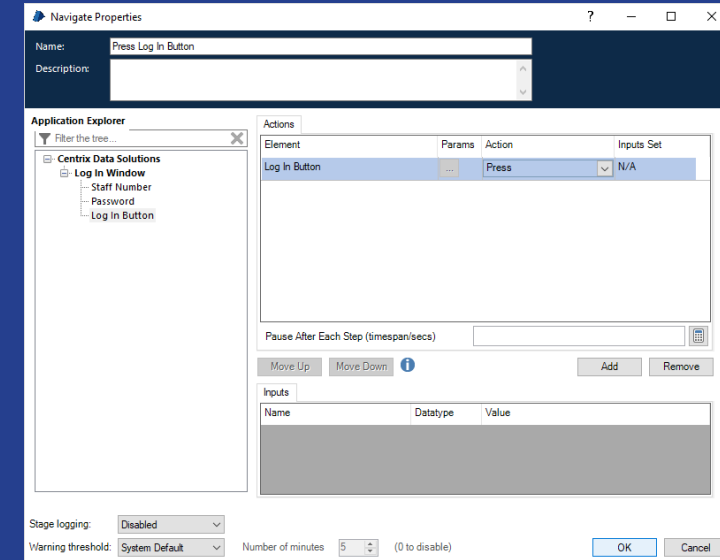 Navigate Properties
Name: Press Log In Button
Description:
Application Explorer
Filter the tree...
Centrix Data Solutions
Log In Window
Staff Number
Password
Log In Button
Actions
Element Params Action Inputs Set
Log In Button ... Press N/A
Pause After Each Step (timespan/secs)
Move Up Move Down Add Remove
Inputs
Name Datatype Value
Stage logging: Disabled
Warning threshold: System Default Number of minutes 5 (0 to disable)
OK Cancel